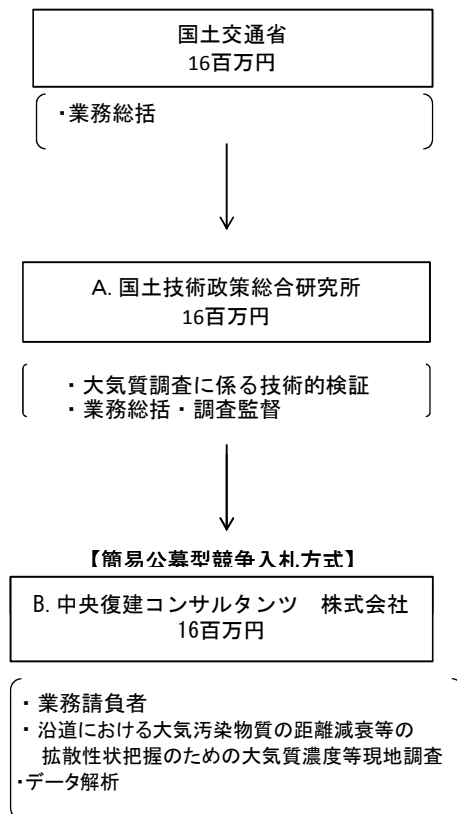 国土交通省
16百万円
・業務総括
A. 国土技術政策総合研究所
16百万円
・大気質調査に係る技術的検証
・業務総括・調査監督
【簡易公募型競争入札方式】
B. 中央復建コンサルタンツ　株式会社
16百万円
・業務請負者
・沿道における大気汚染物質の距離減衰等の
拡散性状把握のための大気質濃度等現地調査
・データ解析